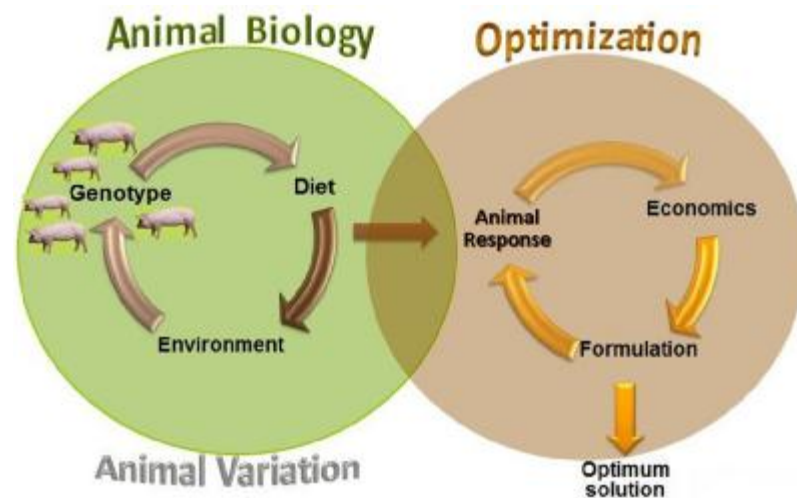 Animal Biology
Optimization
Genotype
Diet
Environment
Animal
Response
Economics
Formulation
Animal Variation
Optimum
solution